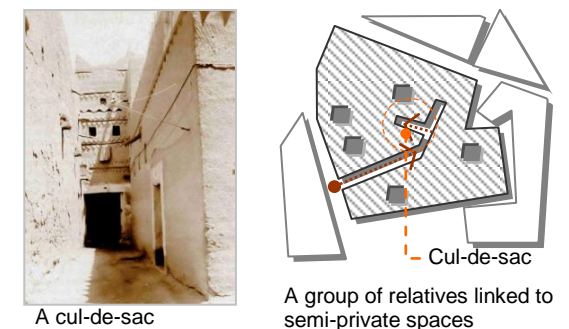 Cul-de-sac
A cul-de-sac
A group of relatives linked to
semi-private spaces